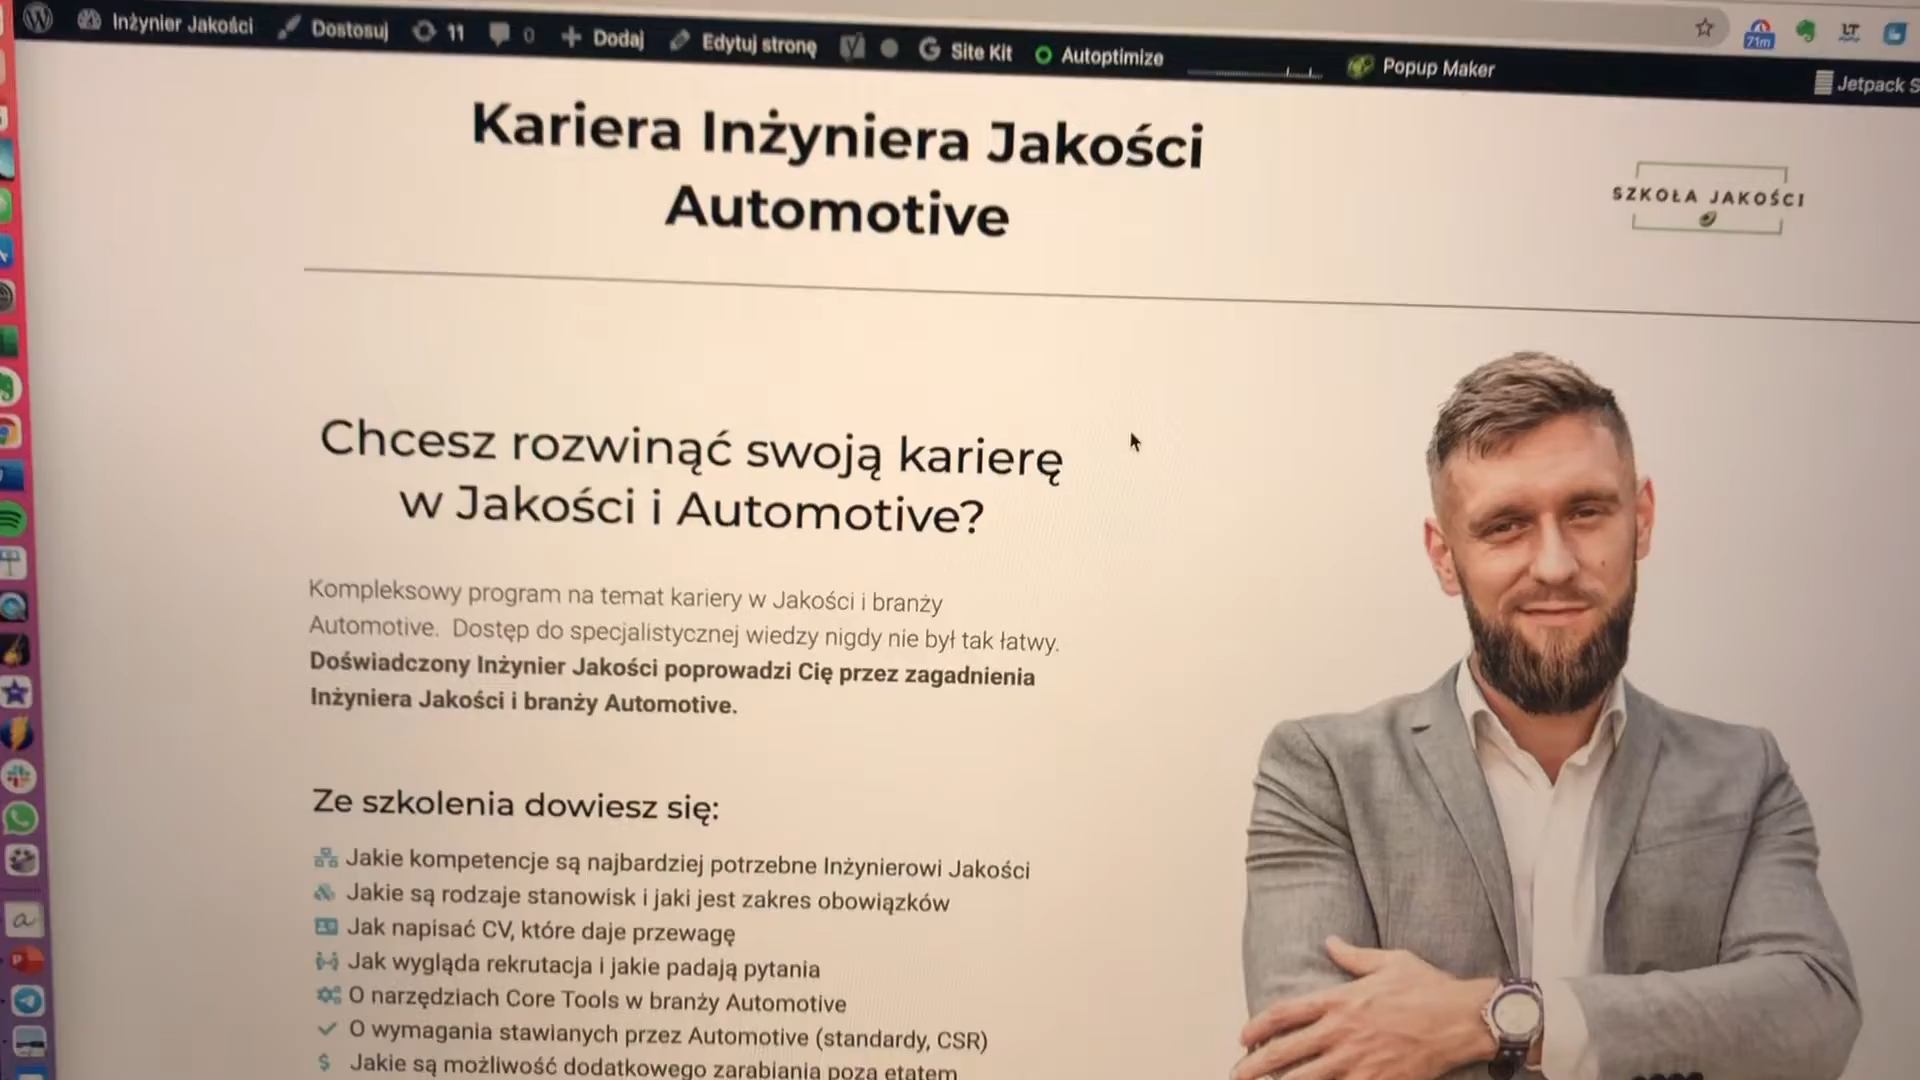 Inżynier Jakości Dostosuj 11 0 Dodaj Edytuj stronę Site Kit Autoptimize Popup Maker Jetpack S
71m LT
Kariera Inżyniera Jakości
Automotive
SZKOŁA JAKOŚCI
Chcesz rozwinąć swoją karierę
w Jakości i Automotive?
Kompleksowy program na temat kariery w Jakości i branży
Automotive. Dostęp do specjalistycznej wiedzy nigdy nie był tak łatwy.
Doświadczony Inżynier Jakości poprowadzi Cię przez zagadnienia
Inżyniera Jakości i branży Automotive.
Ze szkolenia dowiesz się:
Jakie kompetencje są najbardziej potrzebne Inżynierowi Jakości
Jakie są rodzaje stanowisk i jaki jest zakres obowiązków
Jak napisać CV, które daje przewagę
Jak wygląda rekrutacja i jakie padają pytania
O narzędziach Core Tools w branży Automotive
O wymagania stawianych przez Automotive (standardy, CSR)
Jakie są możliwość dodatkowego zarabiania poza etatem